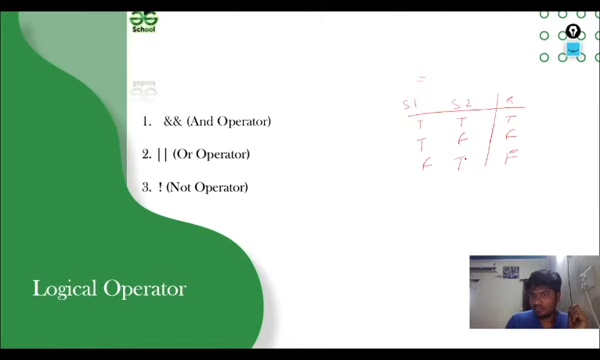 School
1. && (And Operator)
2. || (Or Operator)
3. ! (Not Operator)
Logical Operator
=
S1 S2 R
T T T
T F F
F T F